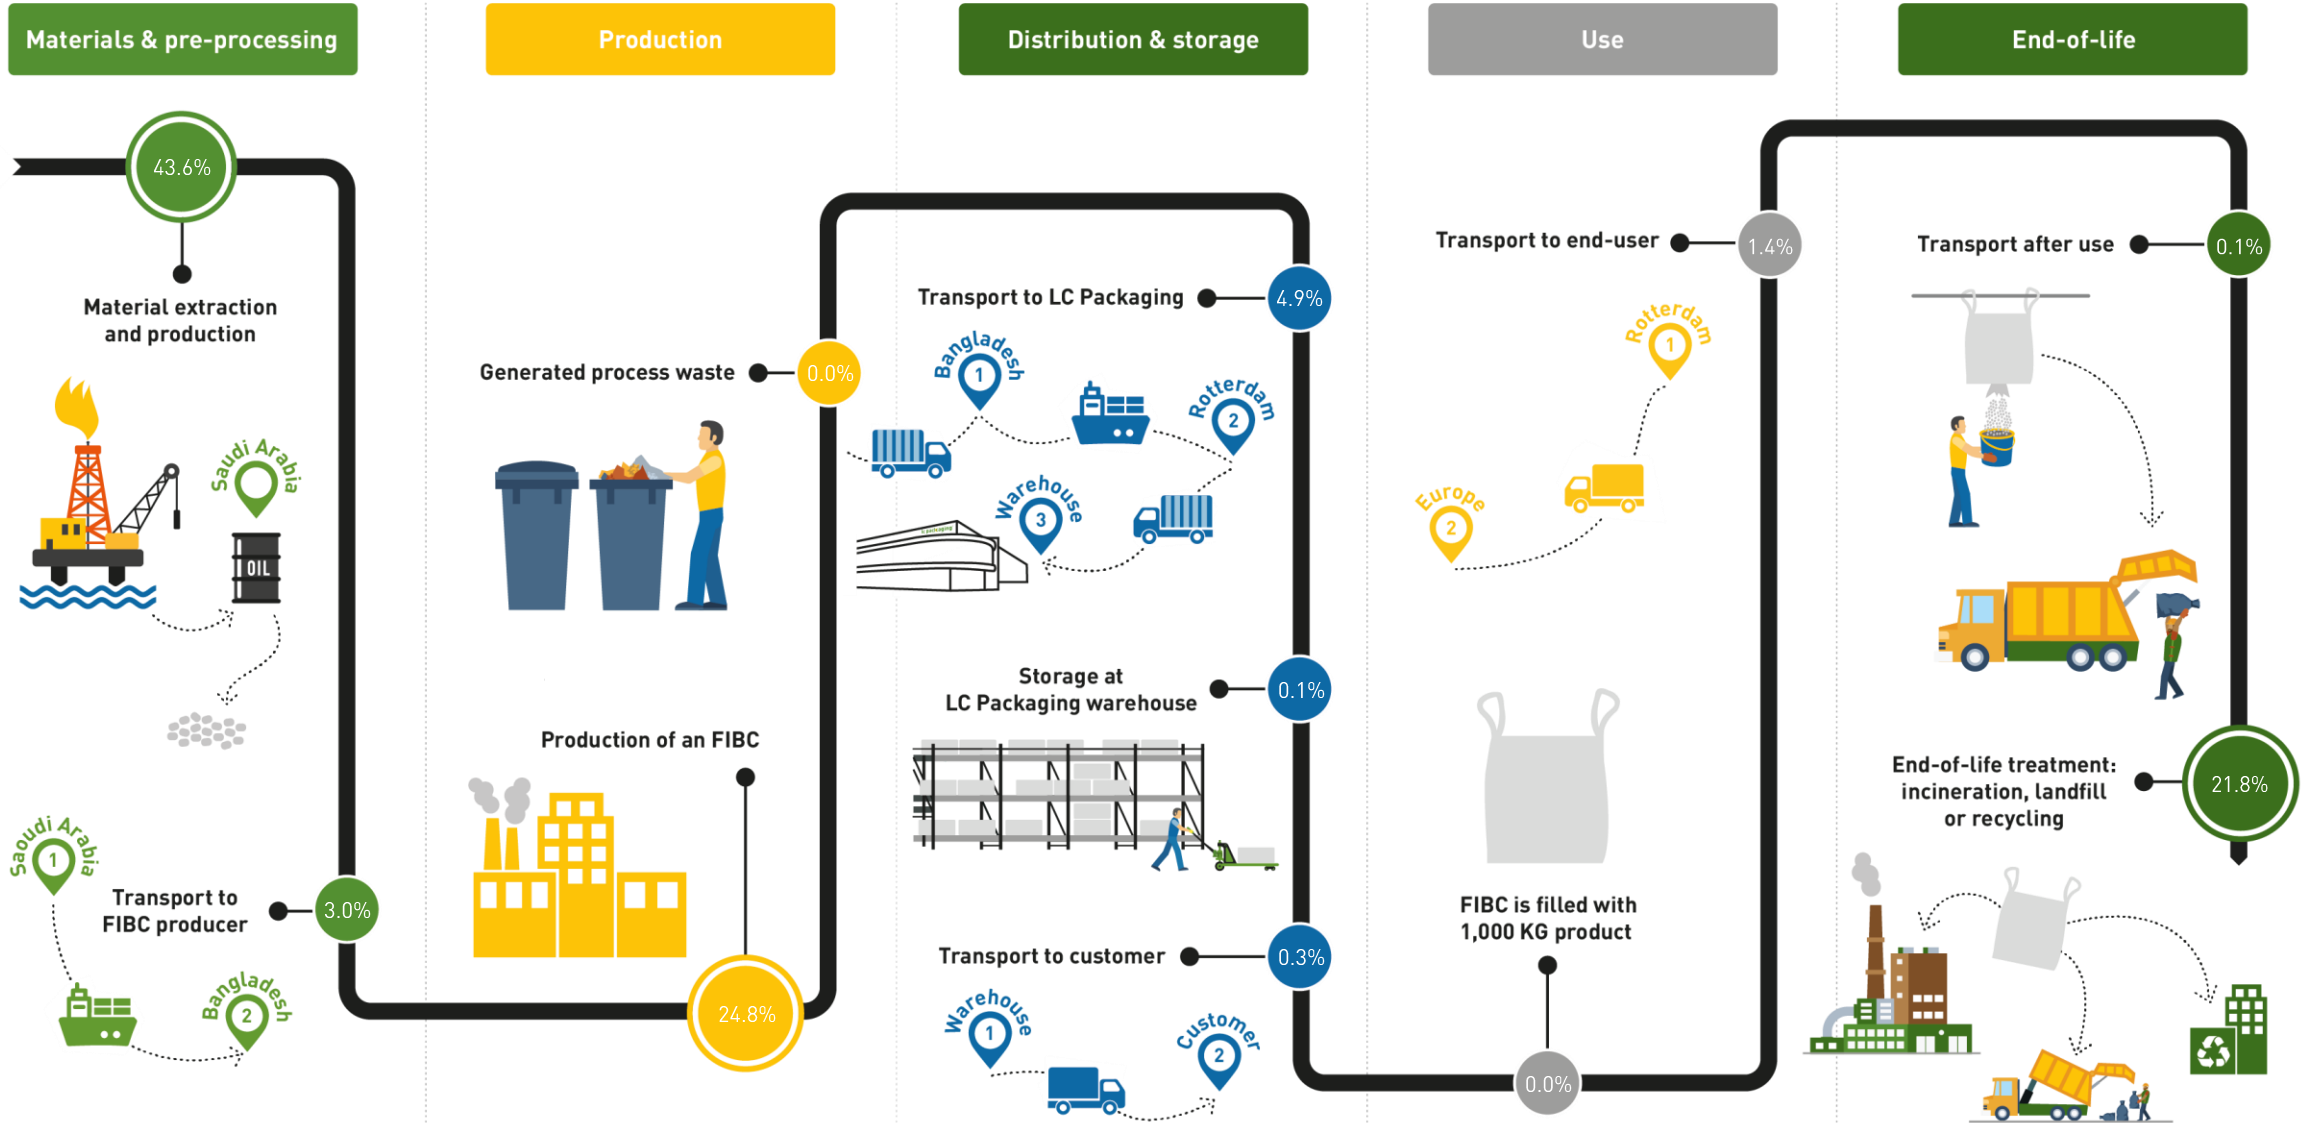 Materials & pre-processing
Production
Distribution & storage
Use
End-of-life
43.6%
Material extraction
and production
Saudi Arabia
OIL
Saoudi Arabia
1
Transport to
FIBC producer
3.0%
Bangladesh
2
Generated process waste
0.0%
Production of an FIBC
24.8%
Transport to LC Packaging
4.9%
Bangladesh
1
Rotterdam
2
Warehouse
3
Storage at
LC Packaging warehouse
0.1%
Transport to customer
0.3%
Warehouse
1
Customer
2
Transport to end-user
1.4%
Rotterdam
1
Europe
2
FIBC is filled with
1,000 KG product
0.0%
Transport after use
0.1%
End-of-life treatment:
incineration, landfill
or recycling
21.8%